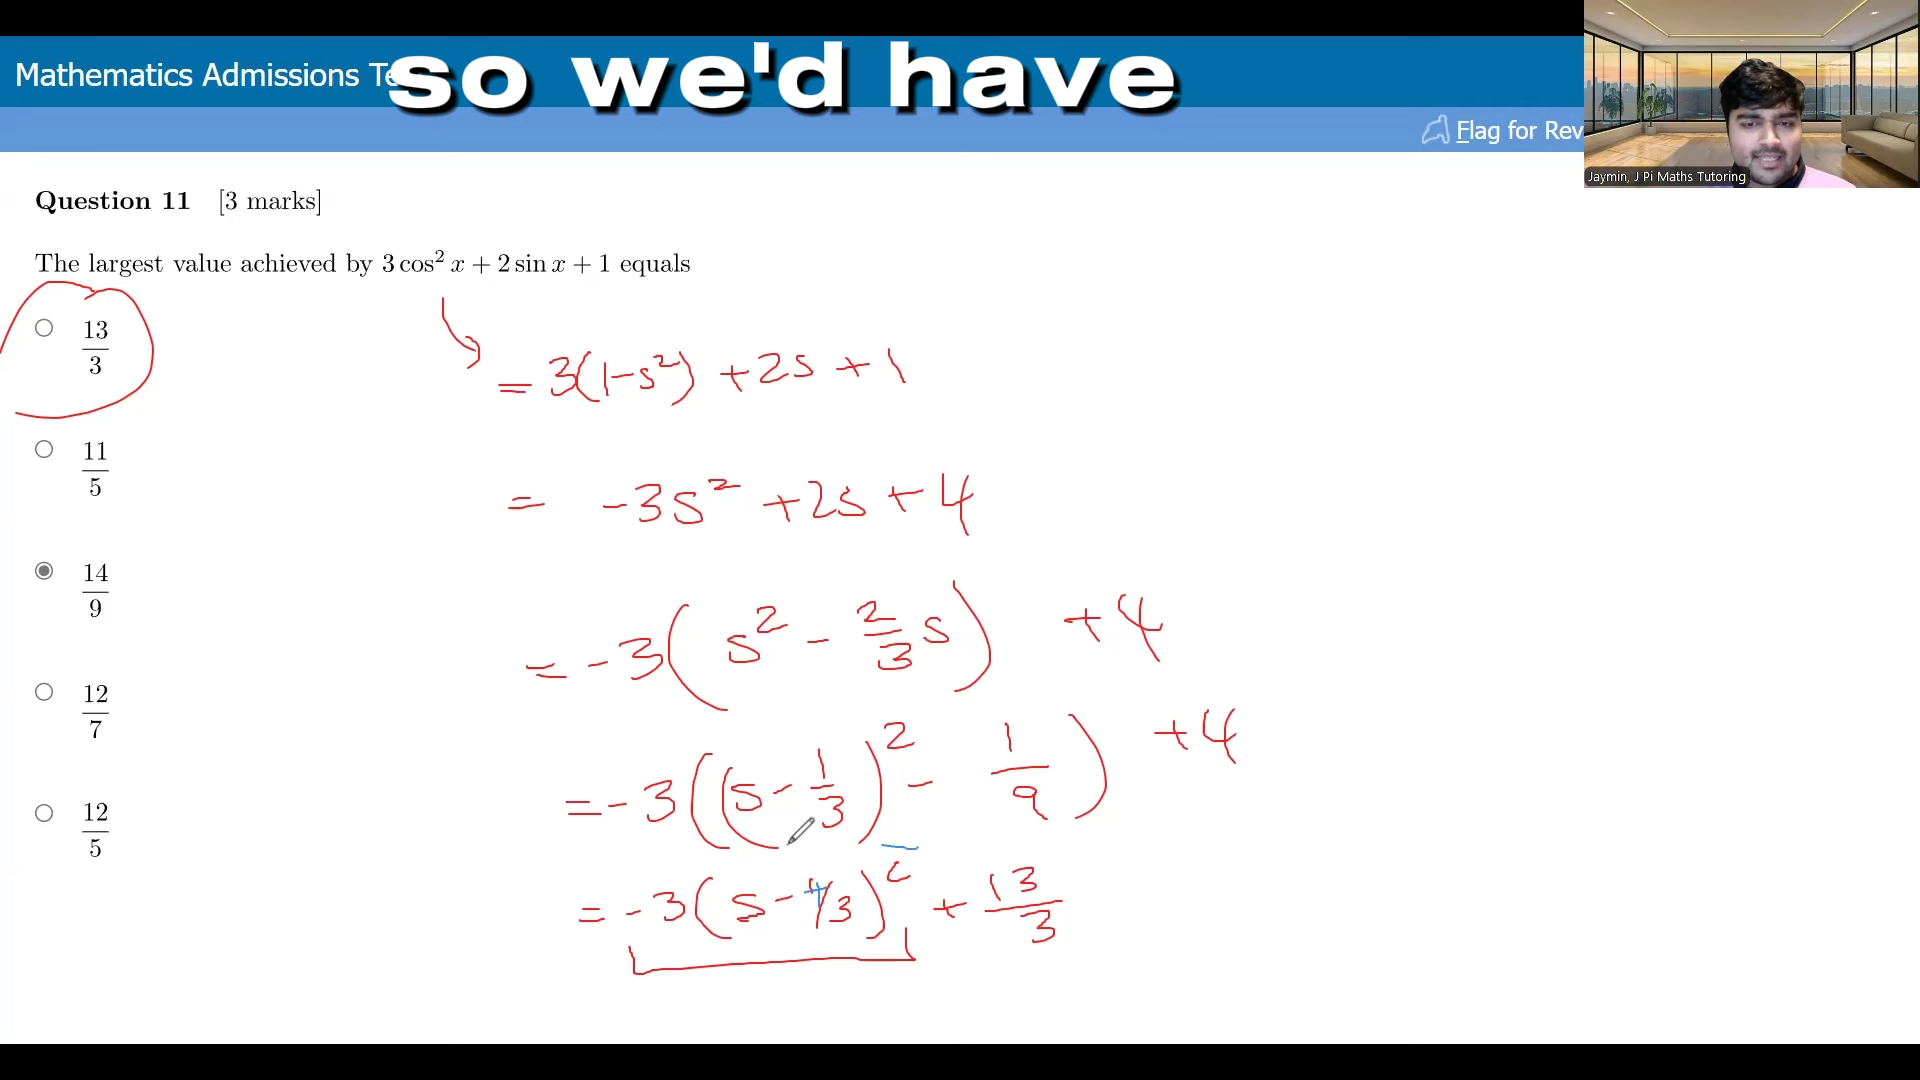 Mathematics Admissions Te
so we'd have
Flag for Rev
Jaymin, J Pi Maths Tutoring
Question 11 [3 marks]
The largest value achieved by 3 cos² x + 2 sin x + 1 equals
13/3
11/5
14/9
12/7
12/5
= 3(1-s²) + 2s + 1
= -3s² + 2s + 4
= -3(s² - 2/3 s) + 4
= -3((s - 1/3)² - 1/9) + 4
= -3(s - 1/3)² + 13/3